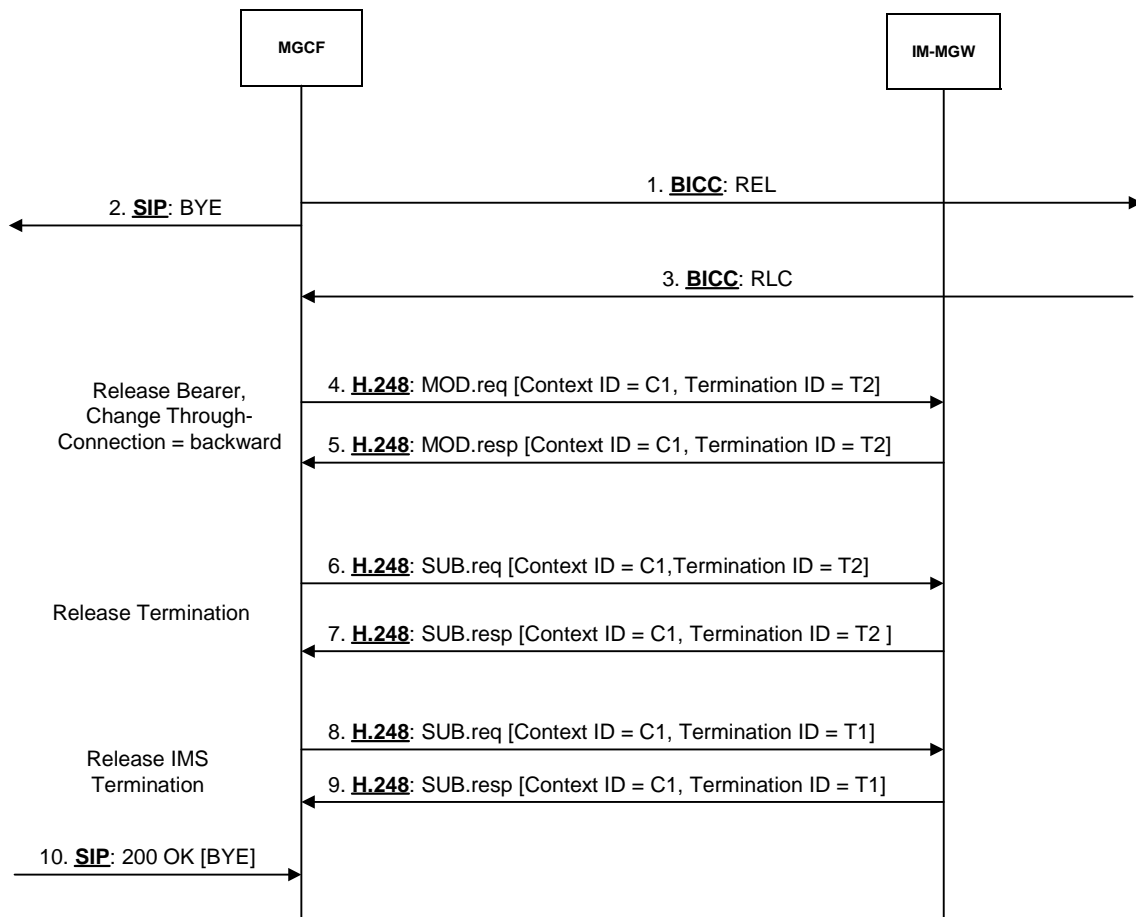 MGCF
IM-MGW
1. BICC: REL
2. SIP: BYE
3. BICC: RLC
Release Bearer,
Change Through-
Connection = backward
4. H.248: MOD.req [Context ID = C1, Termination ID = T2]
5. H.248: MOD.resp [Context ID = C1, Termination ID = T2]
6. H.248: SUB.req [Context ID = C1,Termination ID = T2]
Release Termination
7. H.248: SUB.resp [Context ID = C1, Termination ID = T2 ]
8. H.248: SUB.req [Context ID = C1, Termination ID = T1]
Release IMS
Termination
9. H.248: SUB.resp [Context ID = C1, Termination ID = T1]
10. SIP: 200 OK [BYE]